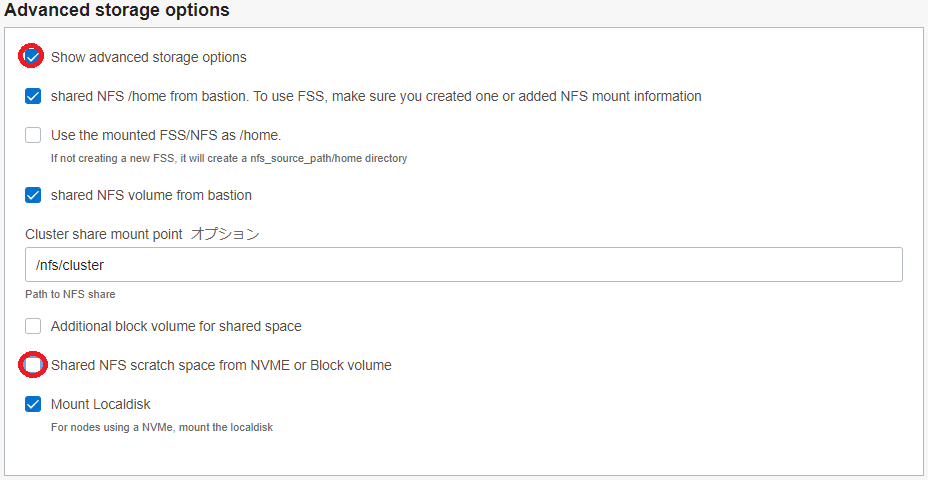 Advanced storage options
Show advanced storage options
shared NFS /home from bastion. To use FSS, make sure you created one or added NFS mount information
Use the mounted FSS/NFS as /home.
If not creating a new FSS, it will create a nfs_source_path/home directory
shared NFS volume from bastion
Cluster share mount point オプション
/nfs/cluster
Path to NFS share
Additional block volume for shared space
Shared NFS scratch space from NVME or Block volume
Mount Localdisk
For nodes using a NVMe, mount the localdisk